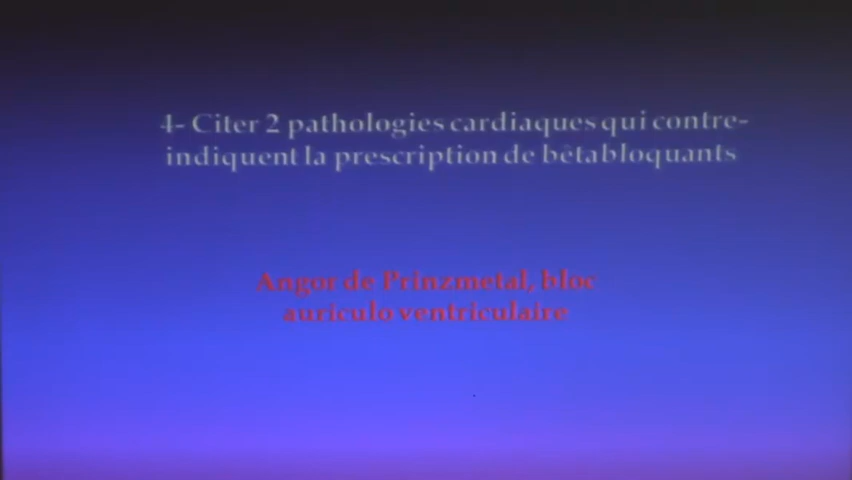 4- Citer 2 pathologies cardiaques qui contre-
indiquent la prescription de bêtabloquants
Angor de Prinzmetal, bloc
auriculo ventriculaire